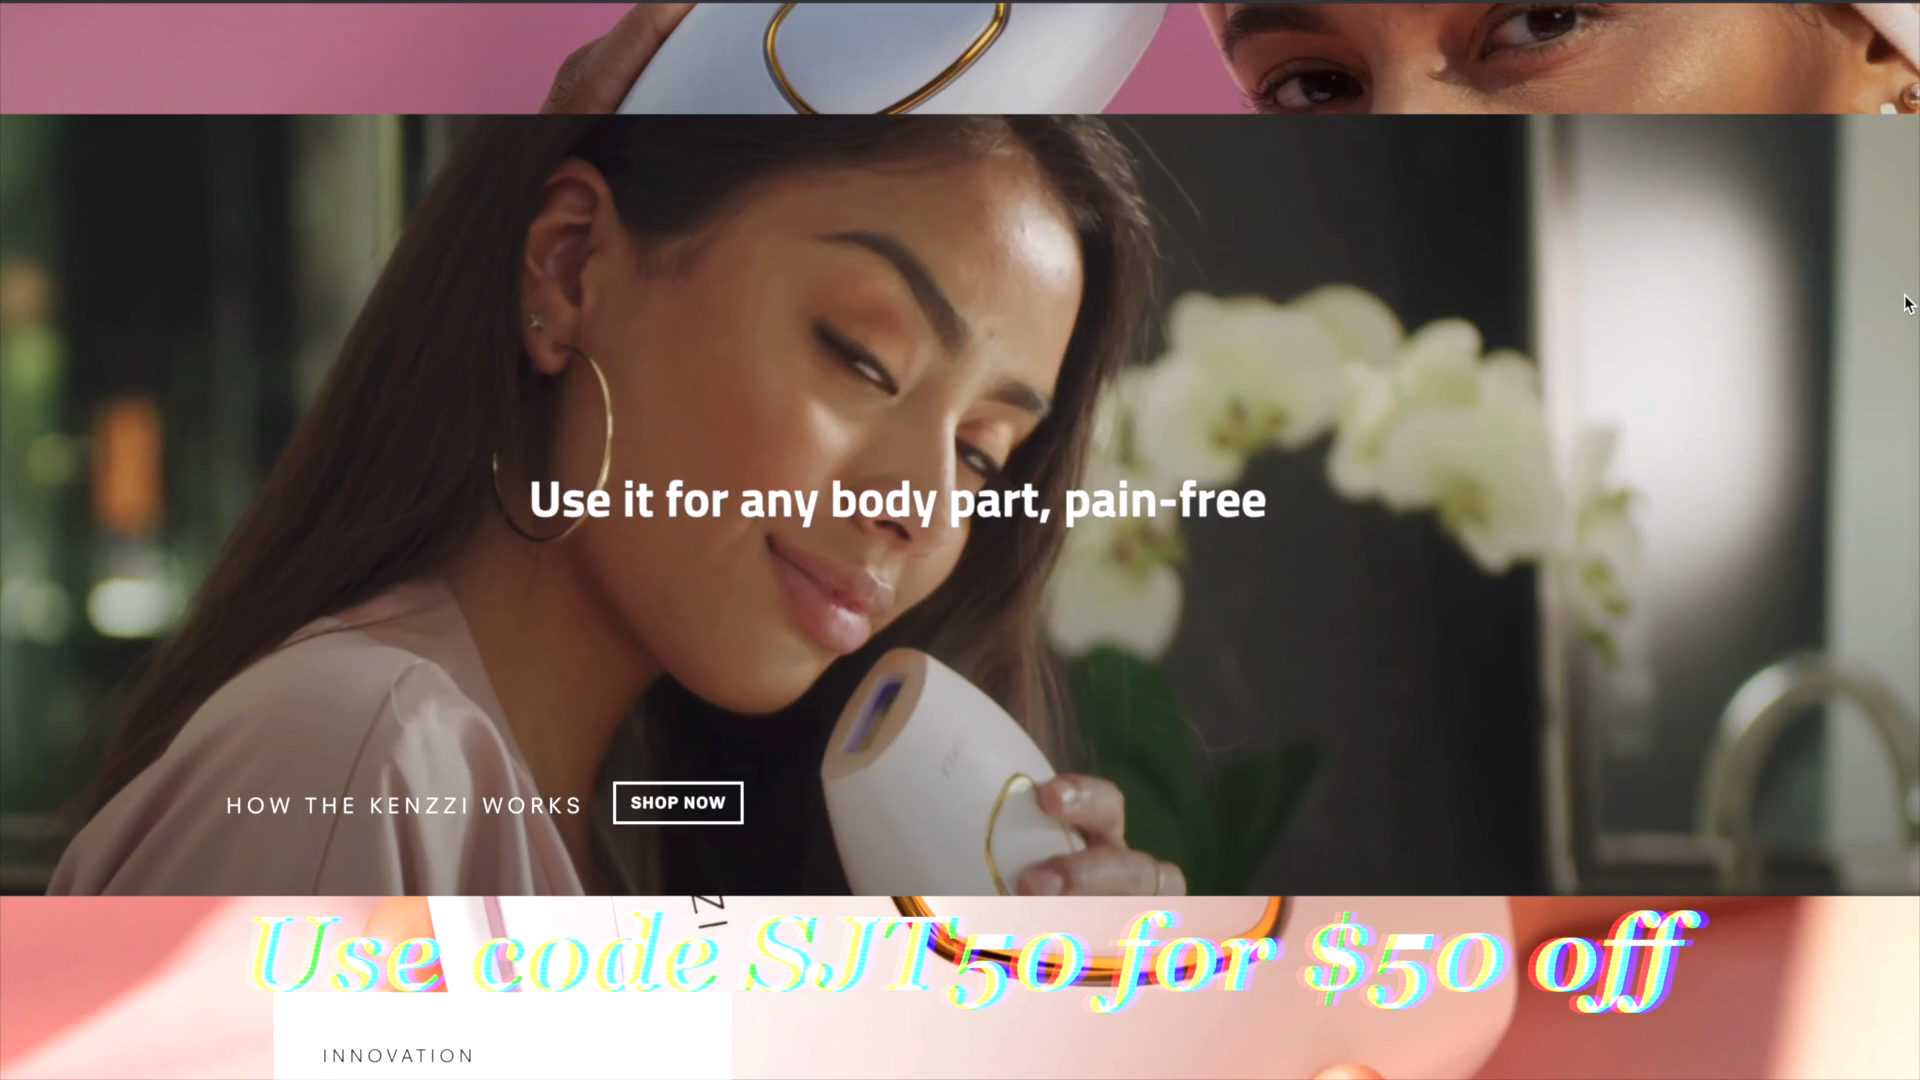 Use it for any body part, pain-free
HOW THE KENZZI WORKS
SHOP NOW
Use code SJT50 for $50 off
INNOVATION